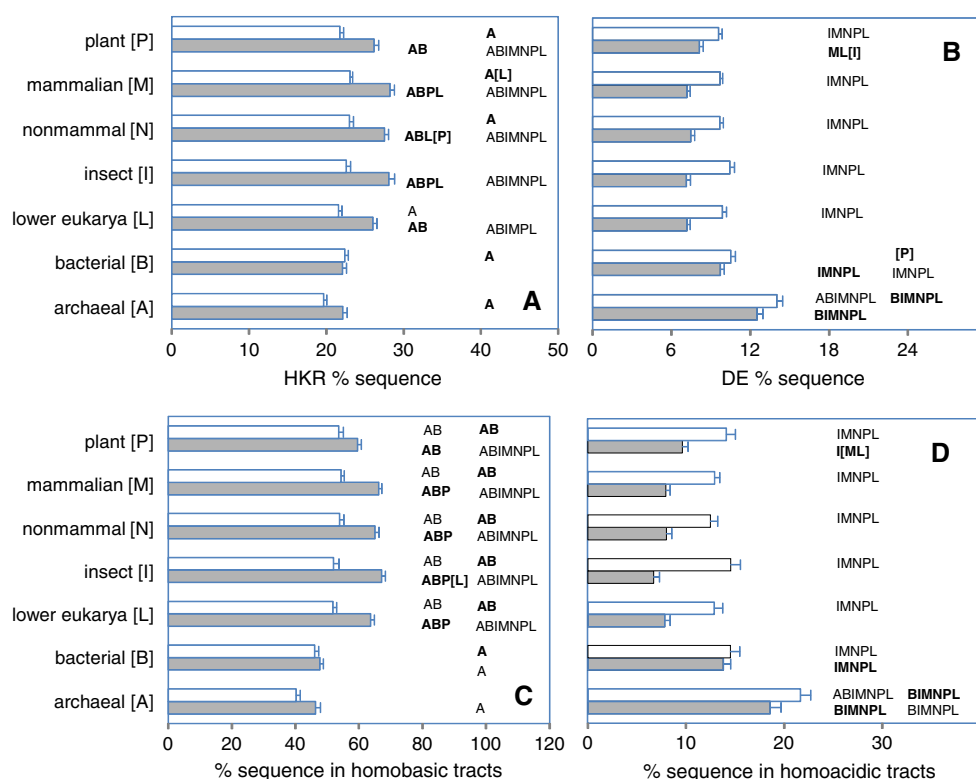 plant [P] A IMNPL B
AB ABIMNPL ML[I]
mammalian [M] A[L] IMNPL
ABPL ABIMNPL
nonmammal [N] A IMNPL
ABL[P] ABIMNPL
insect [I] ABPL ABIMNPL IMNPL
lower eukarya [L] A IMNPL
AB ABIMPL
bacterial [B] A [P]
IMNPL IMNPL
archaeal [A] A A ABIMNPL BIMNPL
BIMNPL
0 10 20 30 40 50 0 6 12 18 24
HKR % sequence DE % sequence
plant [P] AB AB IMNPL D
AB ABIMNPL I[ML]
mammalian [M] AB AB IMNPL
ABP ABIMNPL
nonmammal [N] AB AB IMNPL
ABP ABIMNPL
insect [I] AB AB IMNPL
ABP[L] ABIMNPL
lower eukarya [L] AB AB IMNPL
ABP ABIMNPL
bacterial [B] A IMNPL
A IMNPL
archaeal [A] C ABIMNPL BIMNPL
A BIMNPL BIMNPL
0 20 40 60 80 100 120 0 10 20 30
% sequence in homobasic tracts % sequence in homoacidic tracts